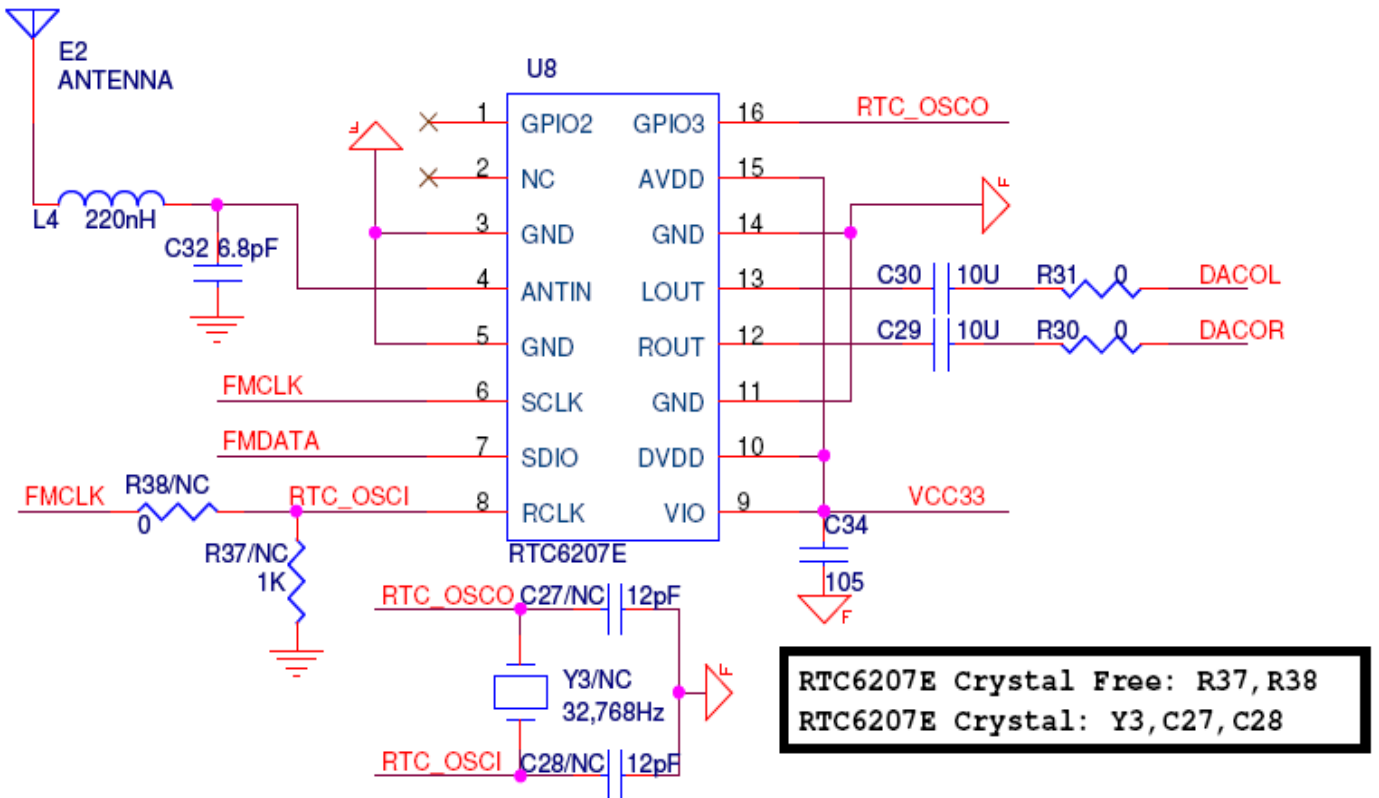 E2
ANTENNA
L4 220nH
C32 6.8pF
U8
1 GPIO2 GPIO3 16 RTC_OSCO
2 NC AVDD 15
3 GND GND 14
4 ANTIN LOUT 13 C30 10U R31 0 DACOL
5 GND ROUT 12 C29 10U R30 0 DACOR
FMCLK 6 SCLK GND 11
FMDATA 7 SDIO DVDD 10
FMCLK R38/NC 0 RTC_OSCI 8 RCLK VIO 9 VCC33
RTC6207E
R37/NC
1K
C34
105
F
F
F
F
RTC_OSCO C27/NC 12pF
Y3/NC
32,768Hz
RTC_OSCI C28/NC 12pF
RTC6207E Crystal Free: R37,R38
RTC6207E Crystal: Y3,C27,C28